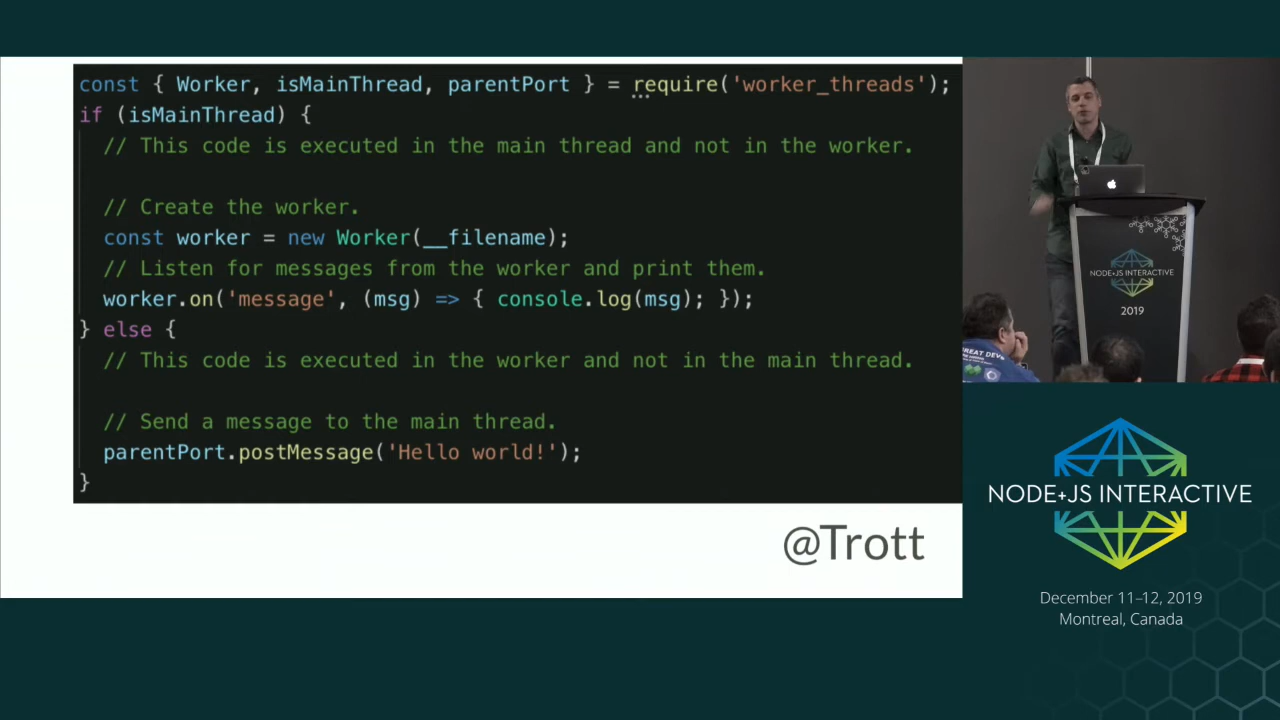 const { Worker, isMainThread, parentPort } = require('worker_threads');
if (isMainThread) {
// This code is executed in the main thread and not in the worker.
// Create the worker.
const worker = new Worker(__filename);
// Listen for messages from the worker and print them.
worker.on('message', (msg) => { console.log(msg); });
} else {
// This code is executed in the worker and not in the main thread.
// Send a message to the main thread.
parentPort.postMessage('Hello world!');
}
@Trott
NODE+JS INTERACTIVE
2019
NODE+JS INTERACTIVE
December 11–12, 2019
Montreal, Canada